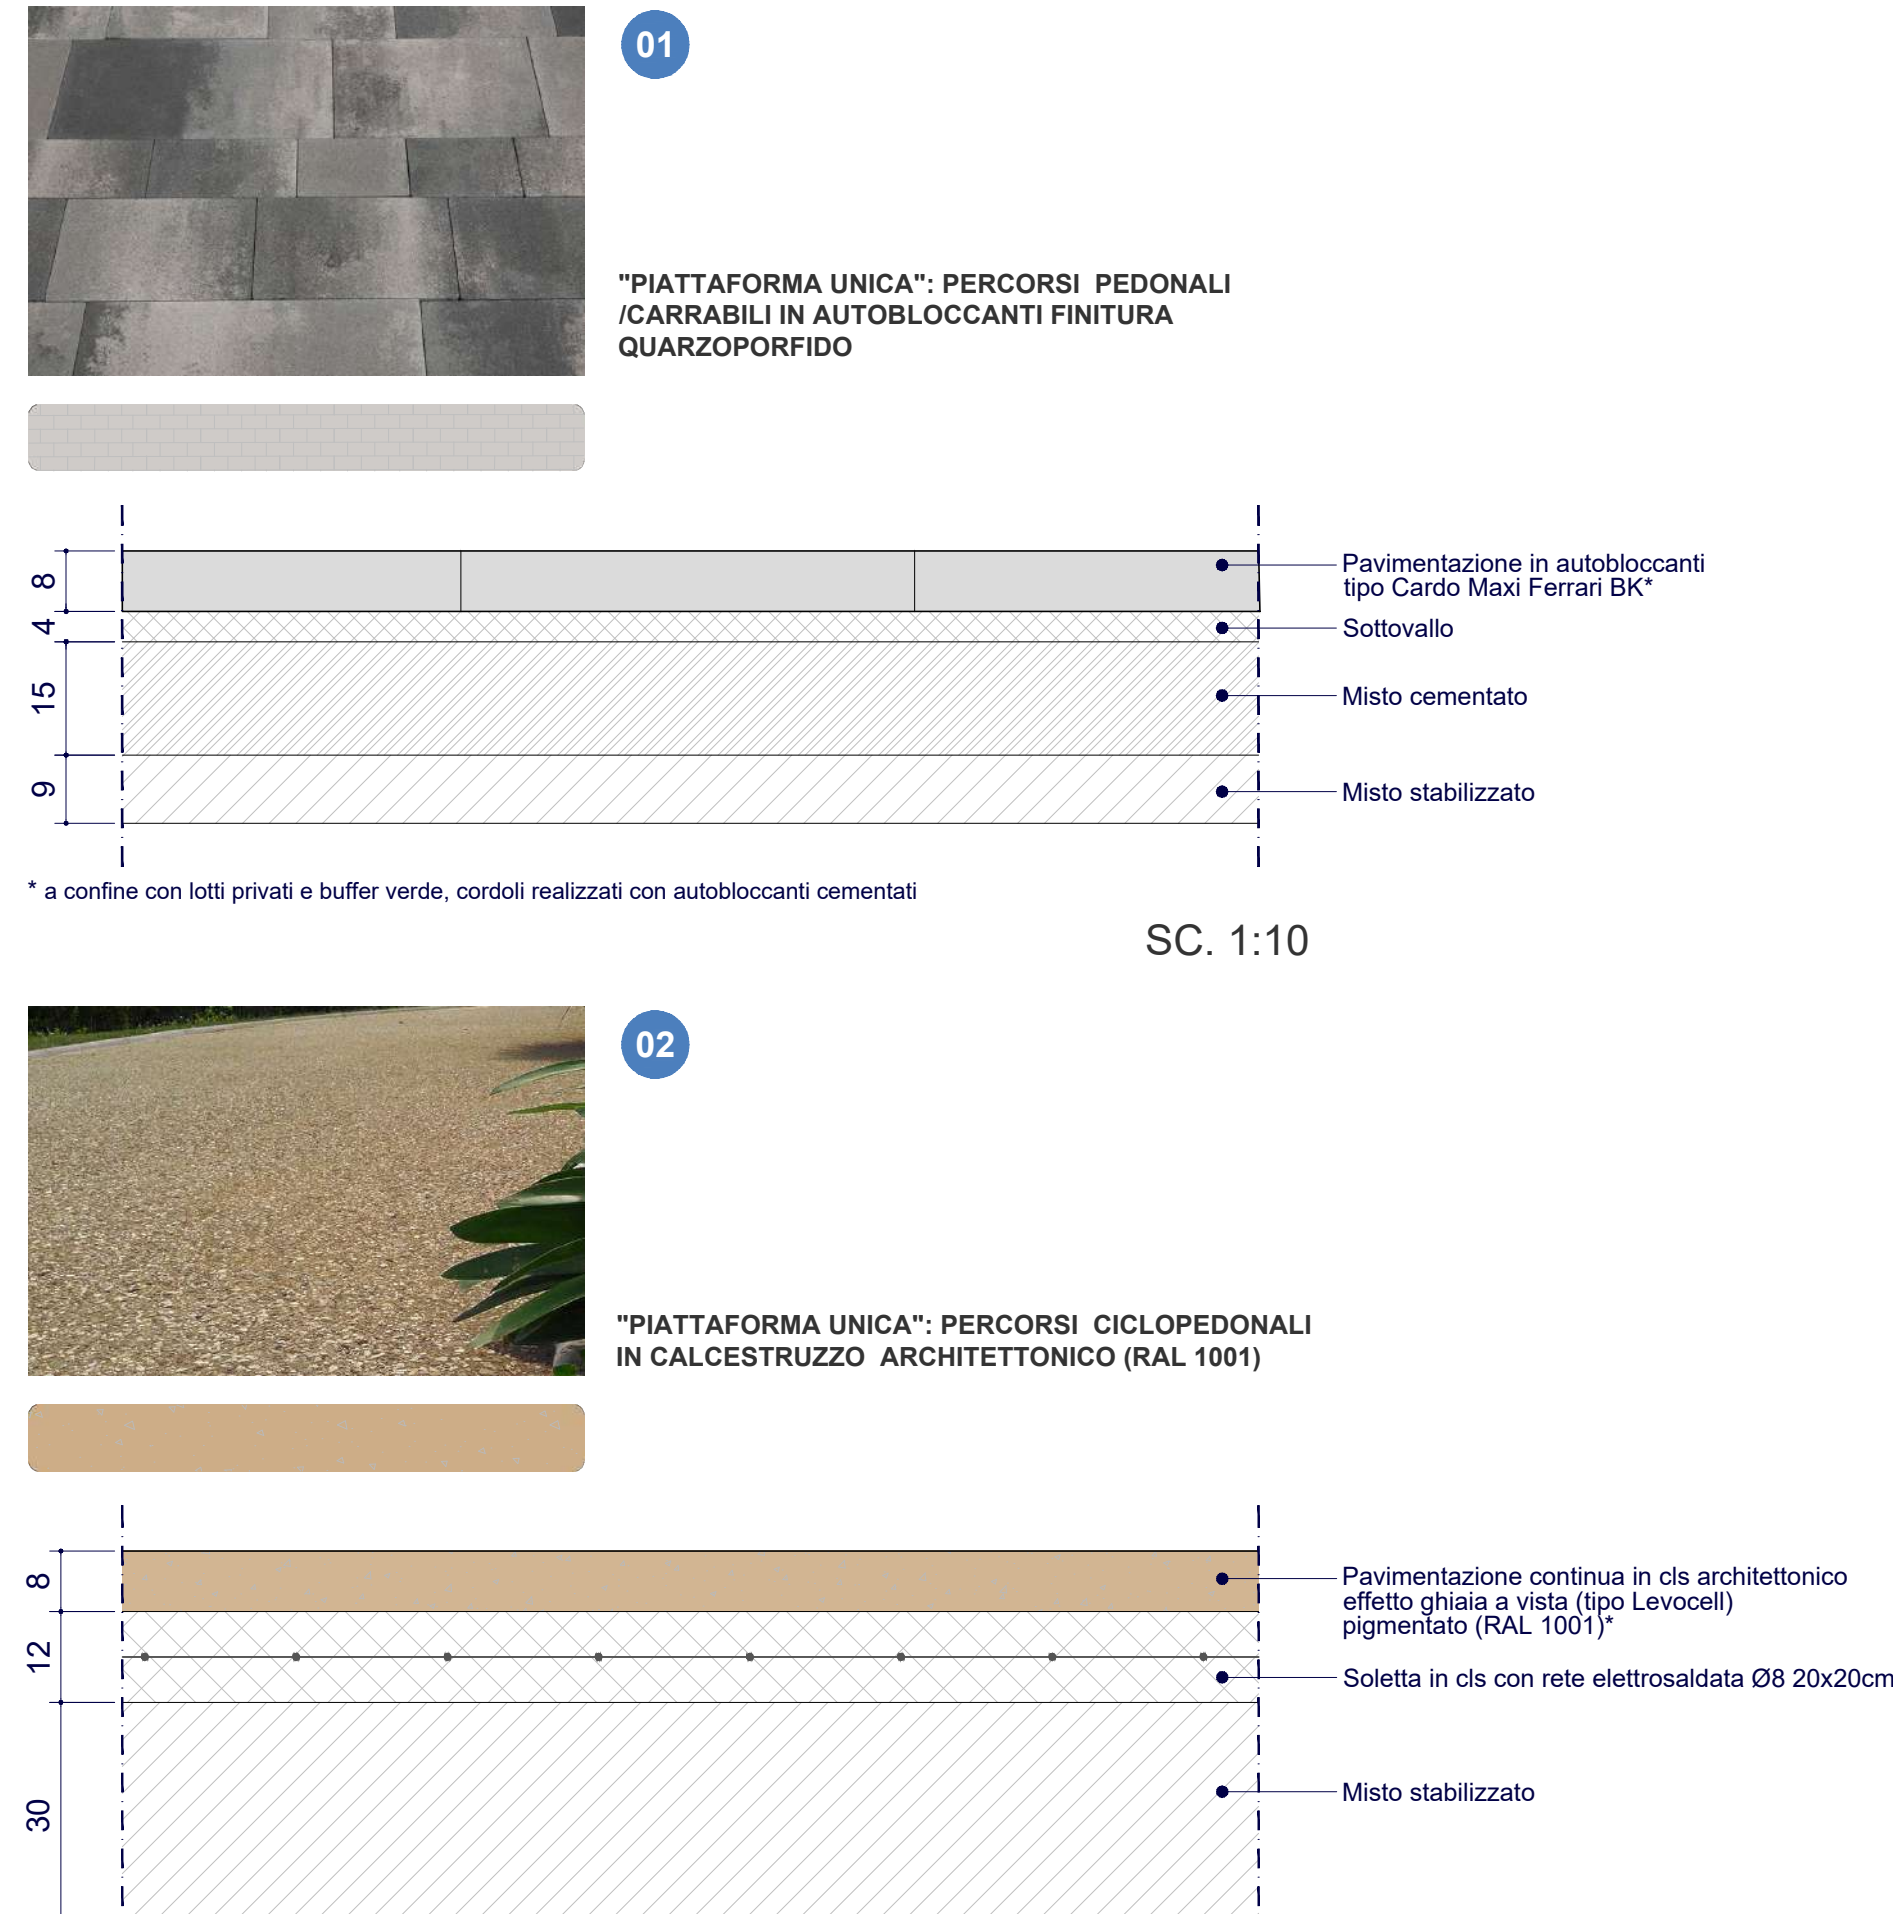 01
"PIATTAFORMA UNICA": PERCORSI PEDONALI
/CARRABILI IN AUTOBLOCCANTI FINITURA
QUARZOPORFIDO
8
Pavimentazione in autobloccanti
tipo Cardo Maxi Ferrari BK*
4
Sottovallo
15
Misto cementato
9
Misto stabilizzato
* a confine con lotti privati e buffer verde, cordoli realizzati con autobloccanti cementati
SC. 1:10
02
"PIATTAFORMA UNICA": PERCORSI CICLOPEDONALI
IN CALCESTRUZZO ARCHITETTONICO (RAL 1001)
8
Pavimentazione continua in cls architettonico
effetto ghiaia a vista (tipo Levocell)
pigmentato (RAL 1001)*
12
Soletta in cls con rete elettrosaldata Ø8 20x20cm
30
Misto stabilizzato